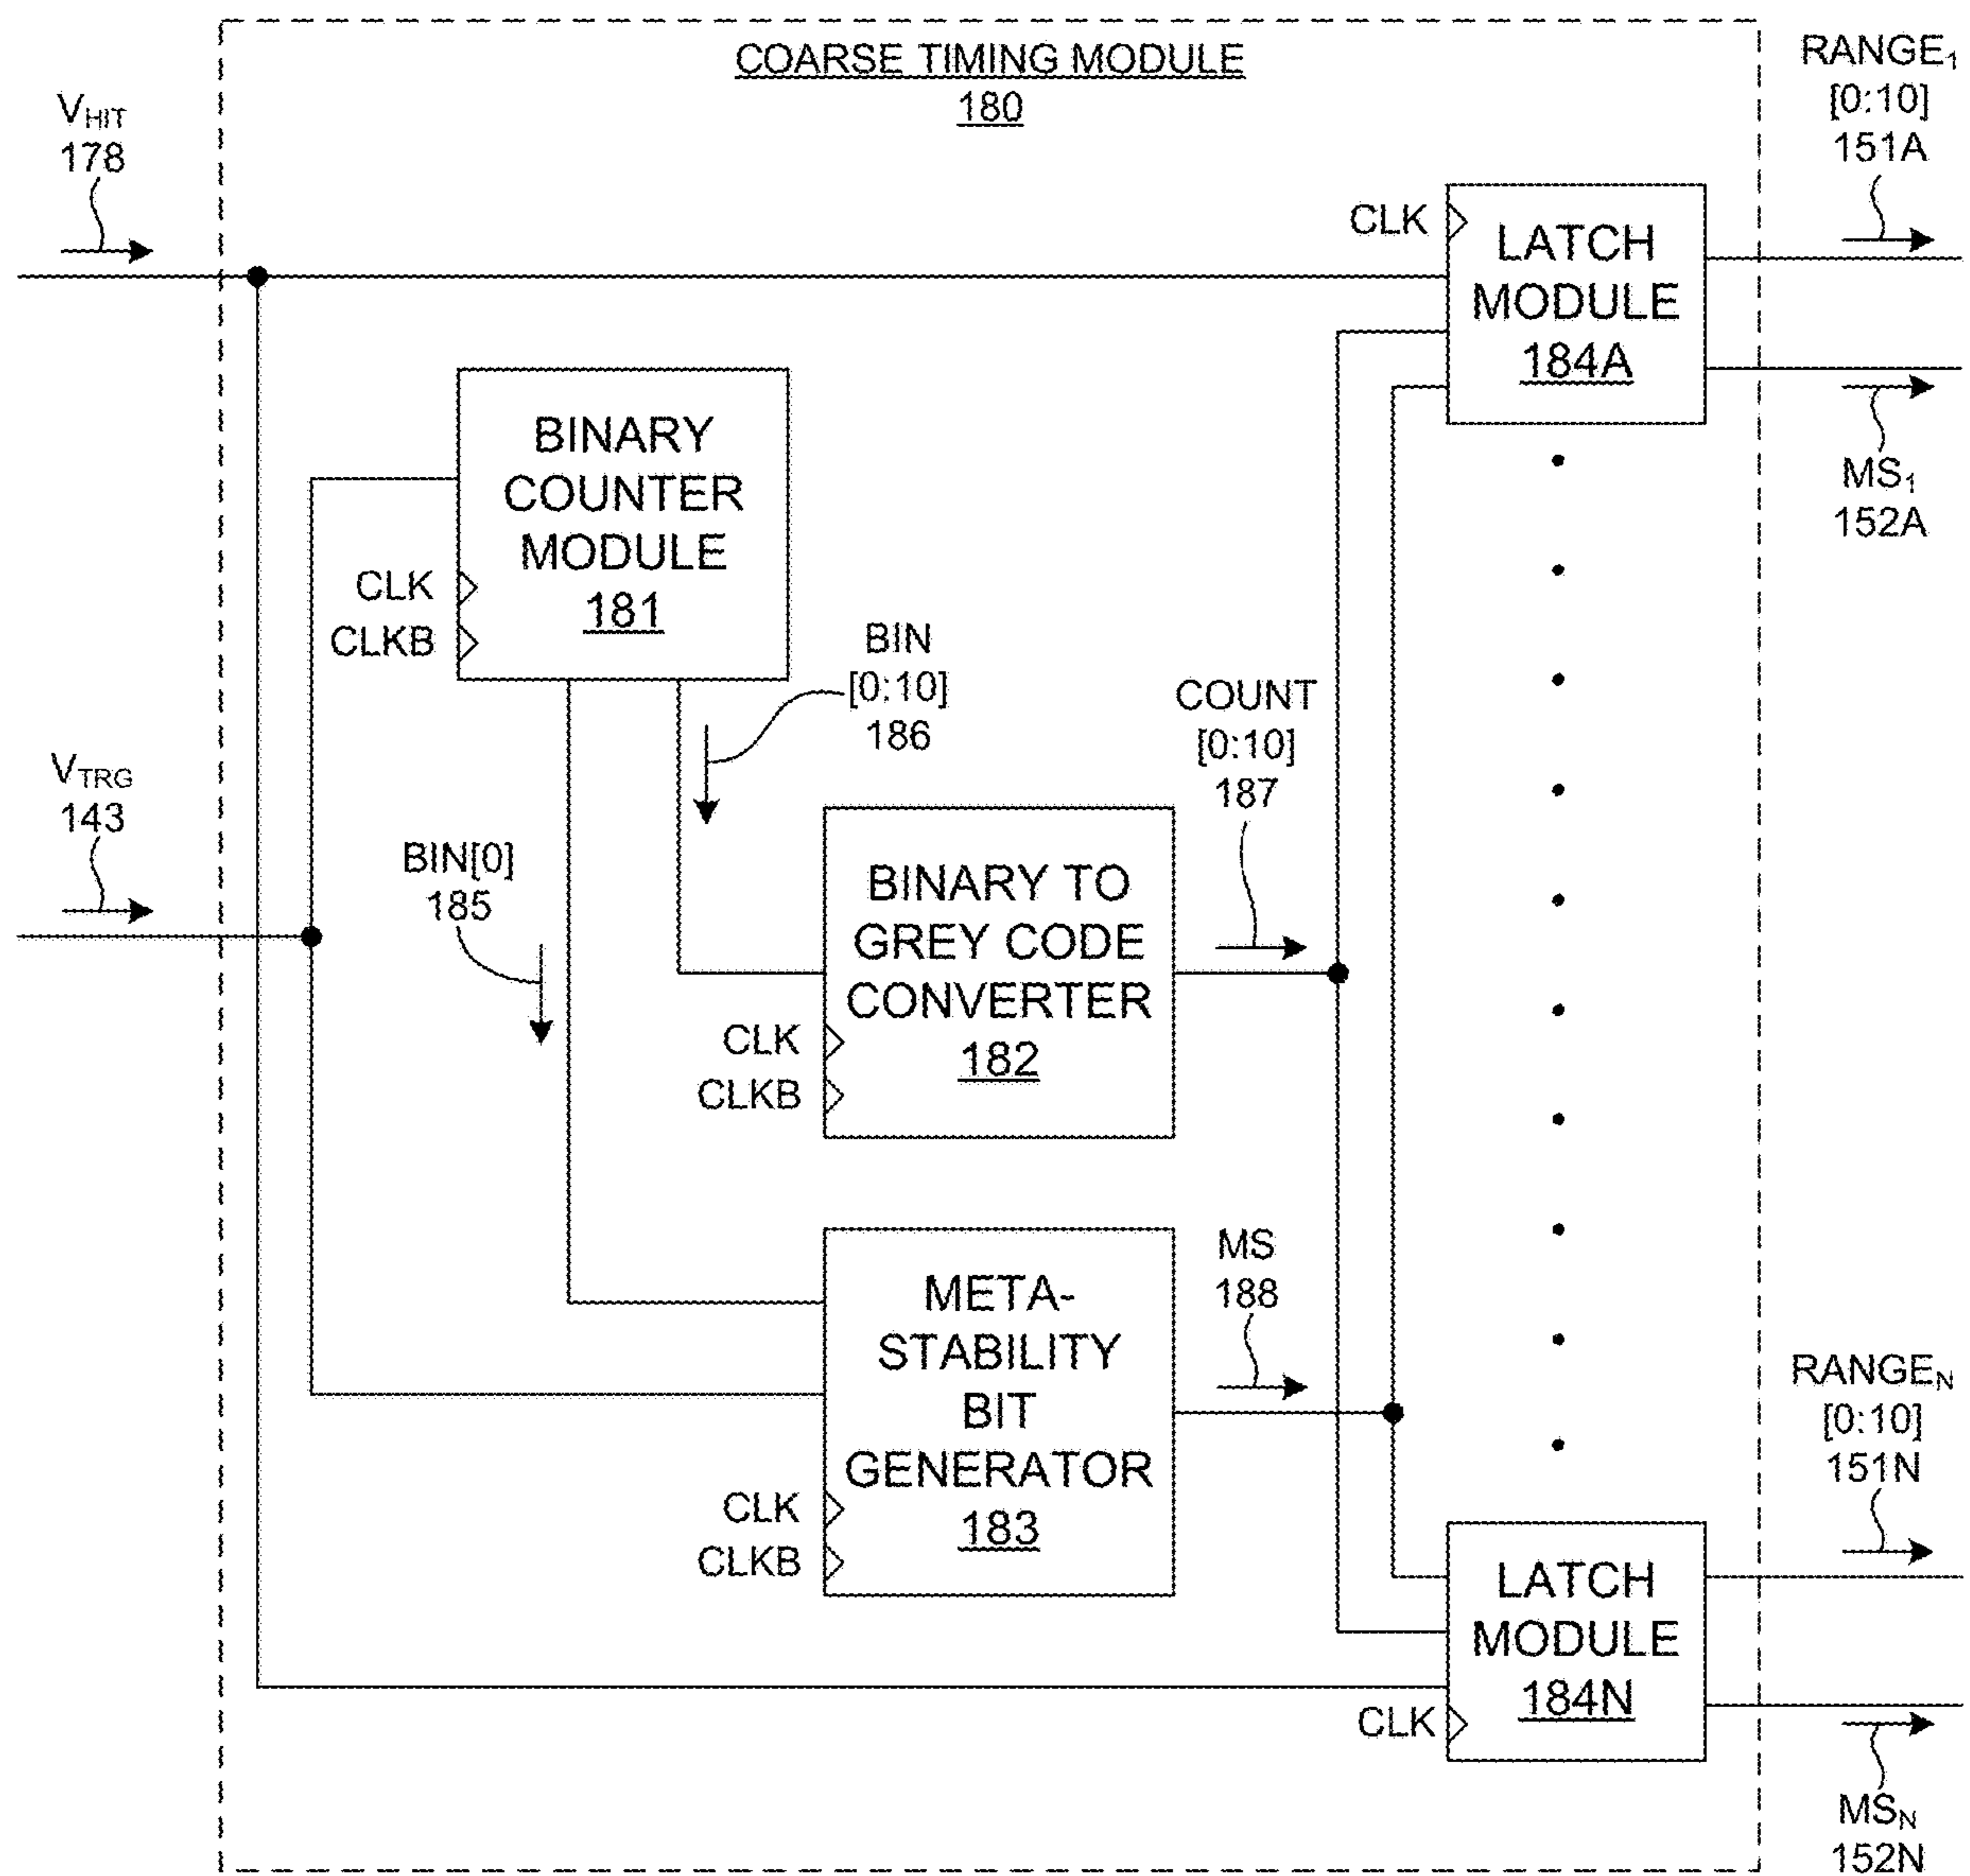 COARSE TIMING MODULE
180
VHIT
178
RANGE1
[0:10]
151A
CLK
LATCH
MODULE
184A
MS1
152A
BINARY
COUNTER
MODULE
181
CLK
CLKB
BIN
[0:10]
186
COUNT
[0:10]
187
VTRG
143
BIN[0]
185
BINARY TO
GREY CODE
CONVERTER
182
CLK
CLKB
META-
STABILITY
BIT
GENERATOR
183
CLK
CLKB
MS
188
RANGEN
[0:10]
151N
LATCH
MODULE
184N
CLK
MSN
152N